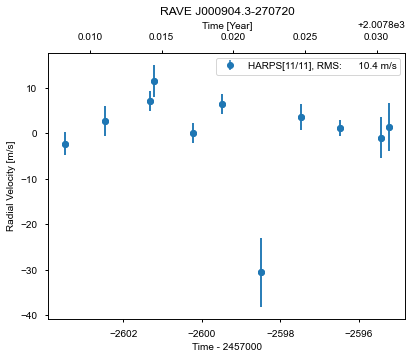 RAVE J000904.3-270720
Time [Year]
+2.0078e3
0.010 0.015 0.020 0.025 0.030
HARPS[11/11], RMS: 10.4 m/s
10
0
−10
−20
−30
−40
Radial Velocity [m/s]
−2602 −2600 −2598 −2596
Time - 2457000